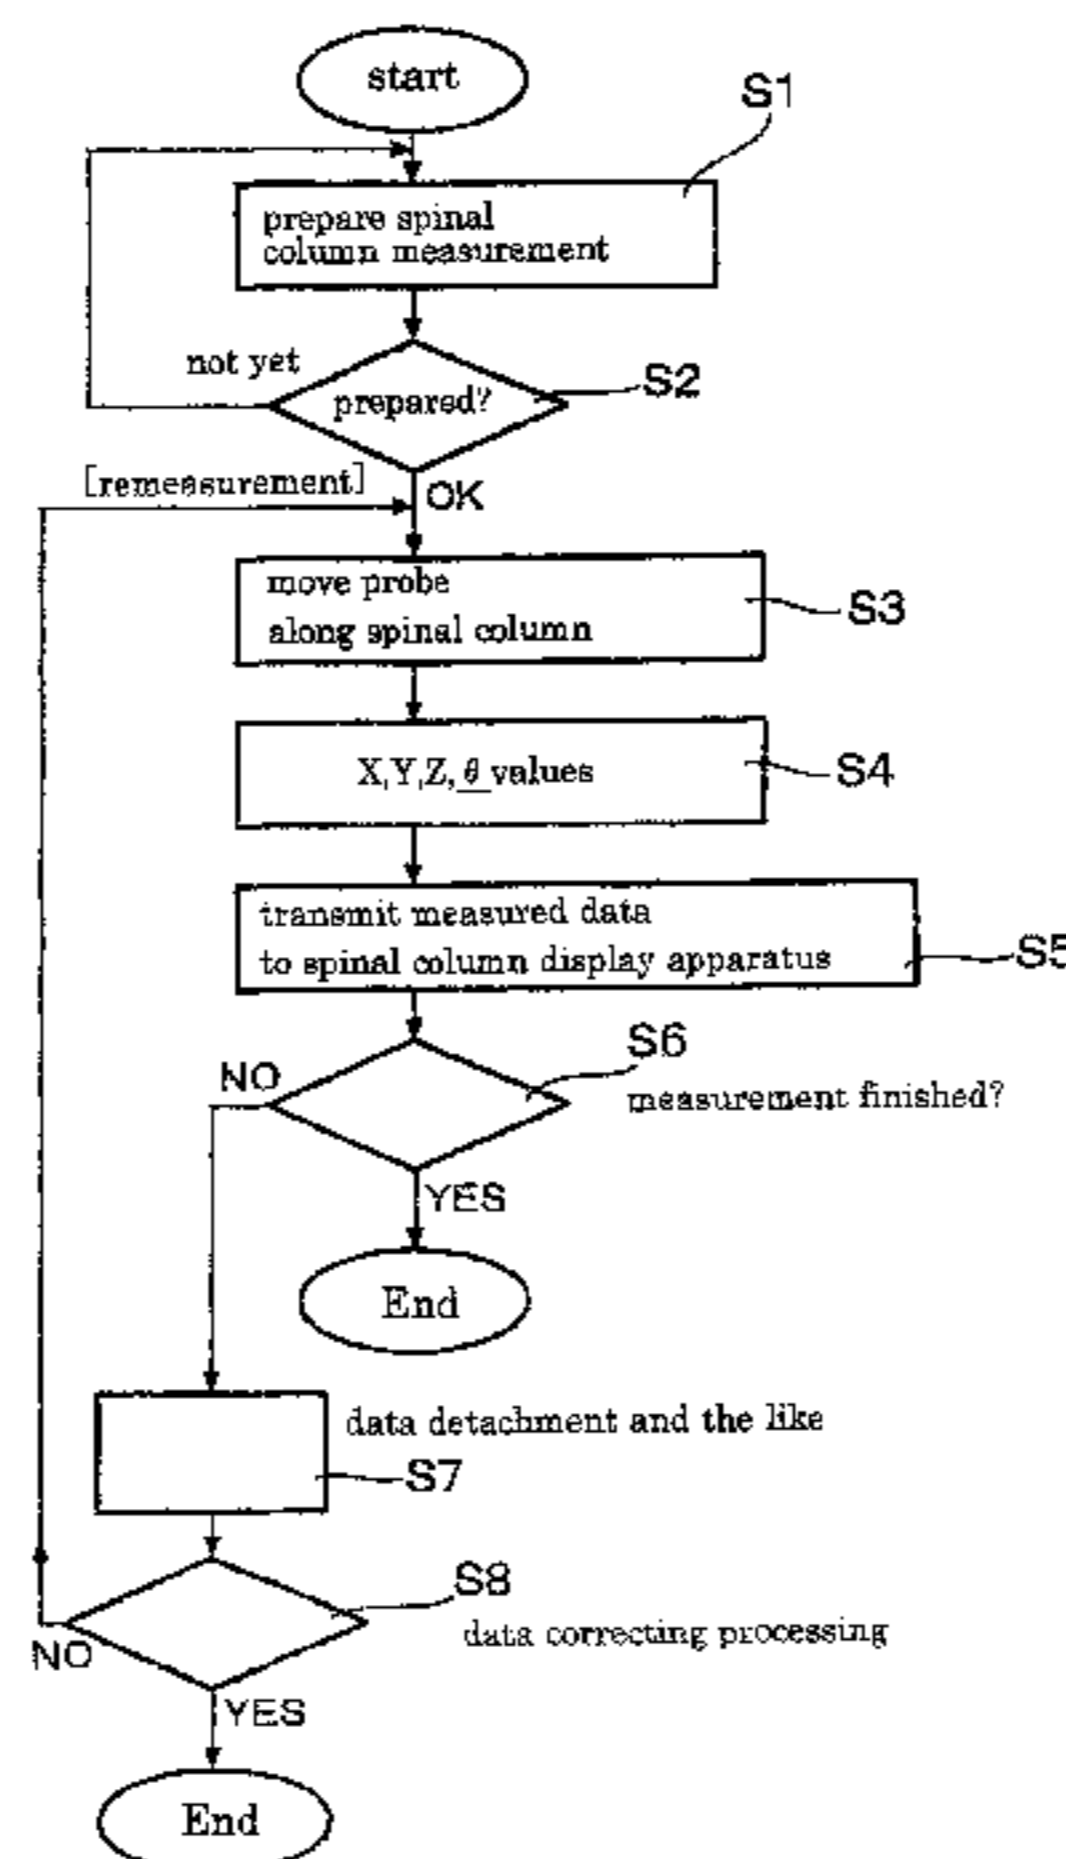 start
S1
prepare spinal
column measurement
not yet
prepared?
S2
[remeasurement]
OK
move probe
along spinal column
S3
X,Y,Z, θ values
S4
transmit measured data
to spinal column display apparatus
S5
S6
NO
measurement finished?
YES
End
data detachment and the like
S7
S8
data correcting processing
NO
YES
End